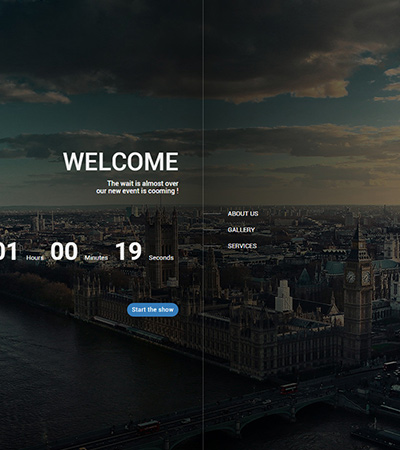 WELCOME
The wait is almost over
our new event is cooming !
01 Hours 00 Minutes 19 Seconds
Start the show
ABOUT US
GALLERY
SERVICES